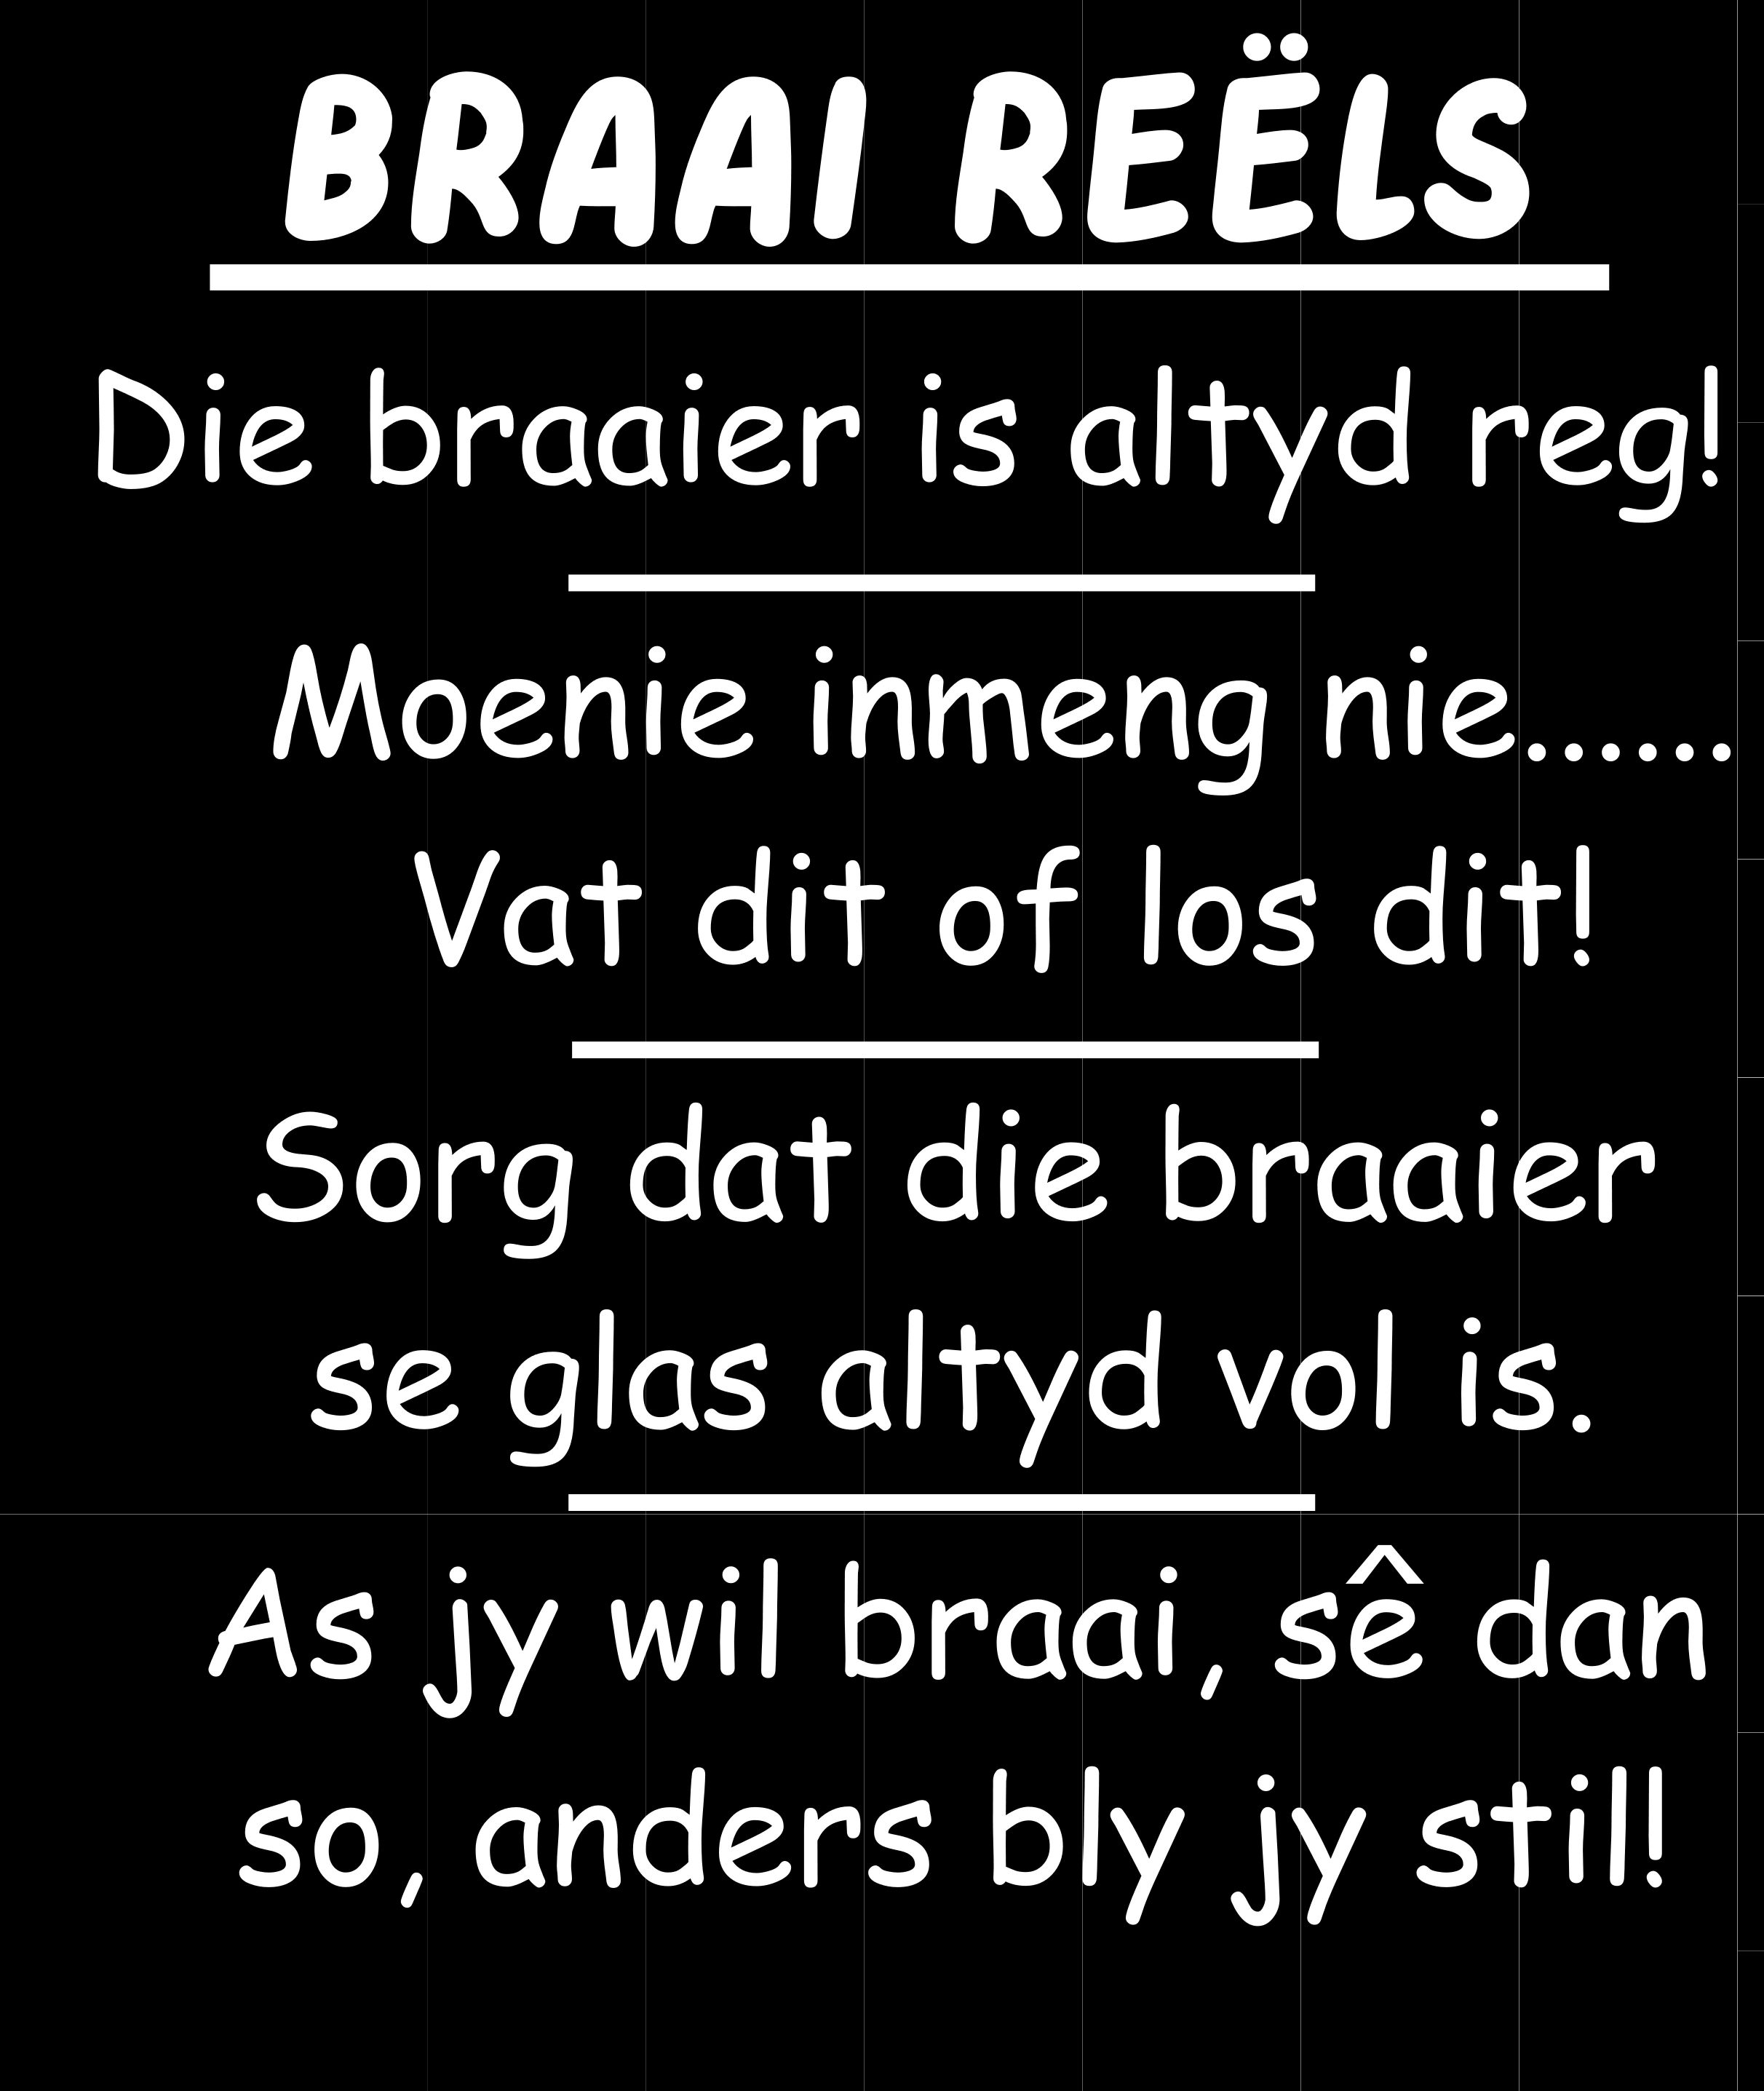 BRAAI REËLS
Die braaier is altyd reg!
Moenie inmeng nie......
Vat dit of los dit!
Song dat die braaier
se glas altyd vol is.
As jy wil braai, sê dan
so, anders bly jy stil!